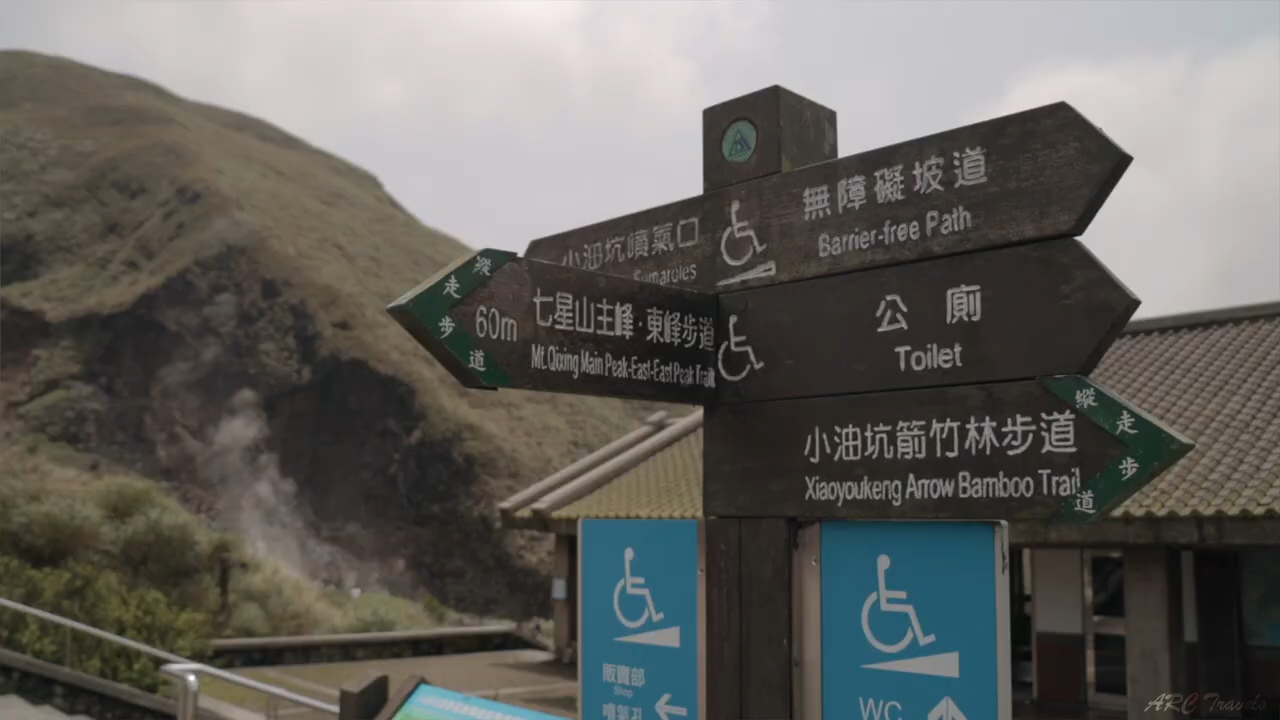 無障礙坡道
Barrier-free Path
小油坑噴氣口
Fumaroles
縱走步道
60m
七星山主峰·東峰步道
Mt. Qixing Main Peak-East-East Peak Trail
公廁
Toilet
小油坑箭竹林步道
Xiaoyoukeng Arrow Bamboo Trail
縱走步道
販賣部
Shop
噴氣孔
WC
ARC Travels